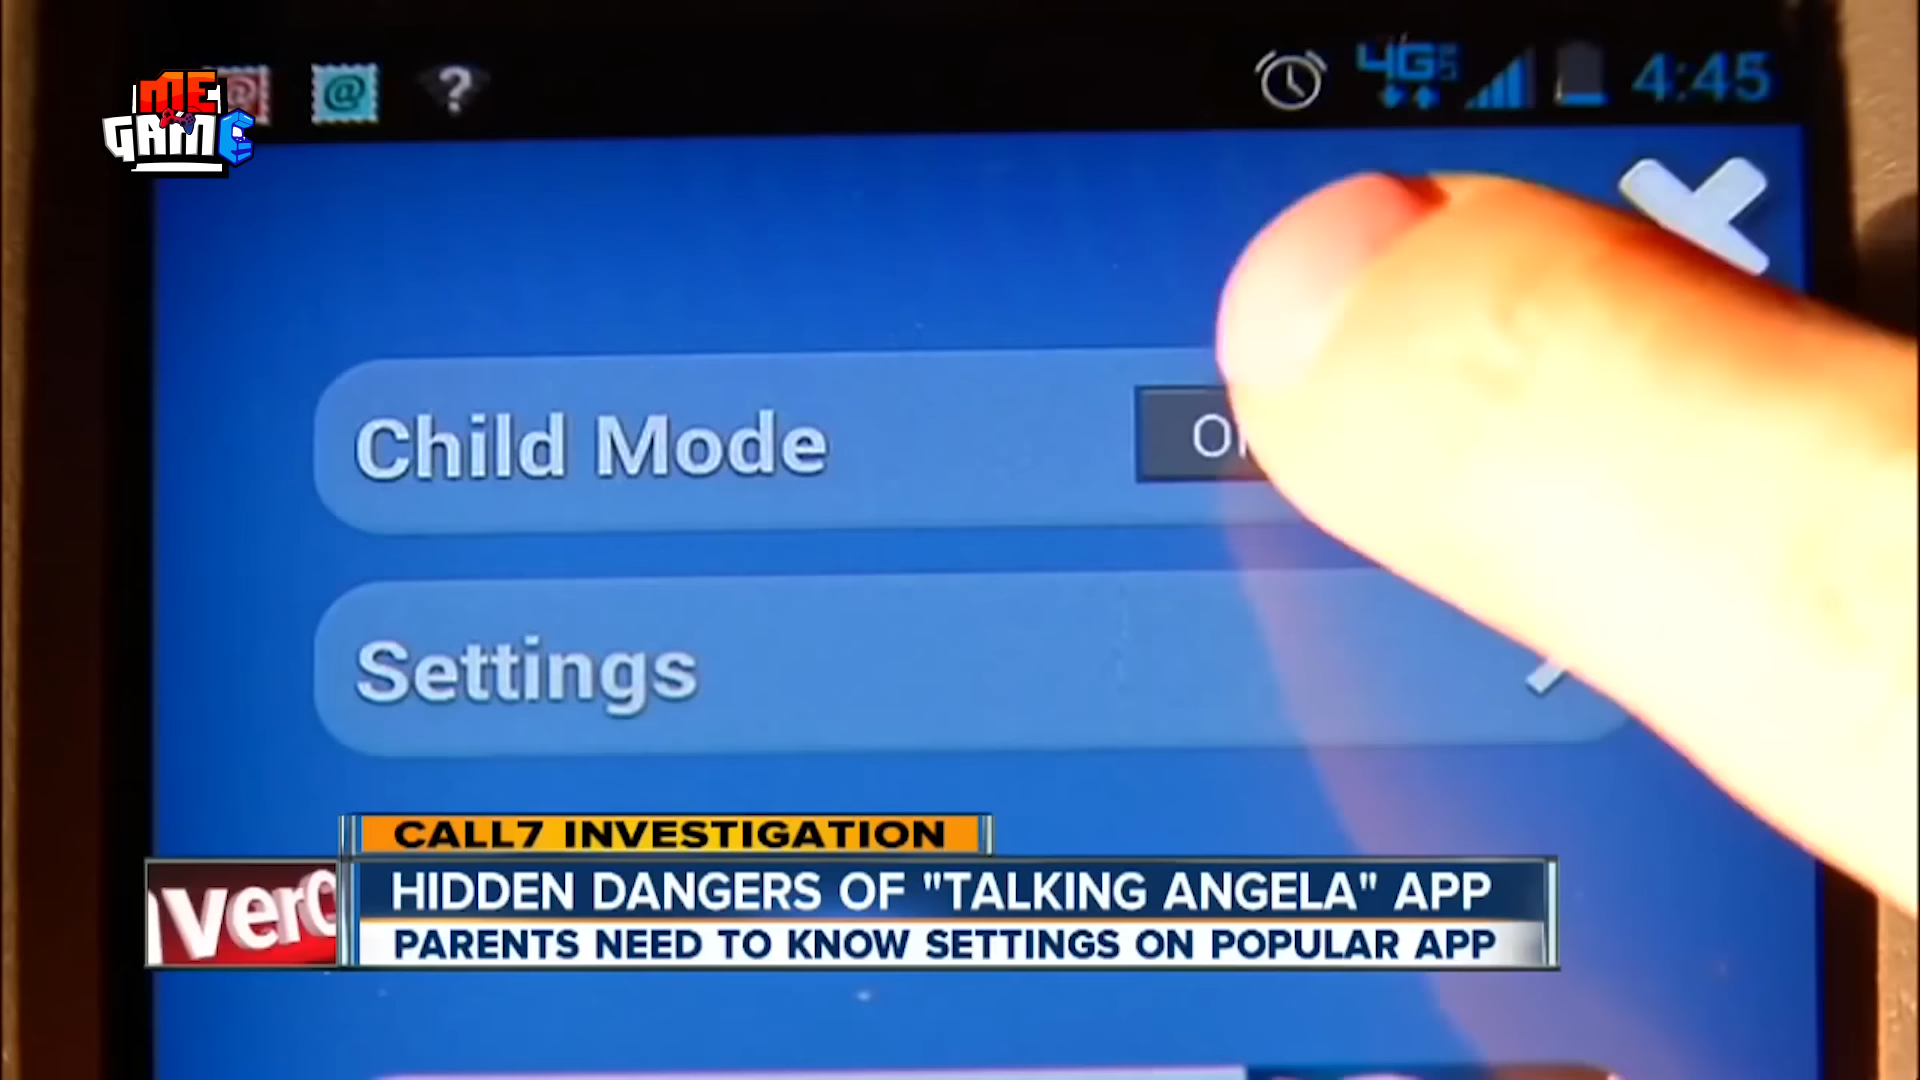 ME
GAME
@
@
?
4G
4:45
Child Mode
Settings
CALL7 INVESTIGATION
HIDDEN DANGERS OF "TALKING ANGELA" APP
PARENTS NEED TO KNOW SETTINGS ON POPULAR APP